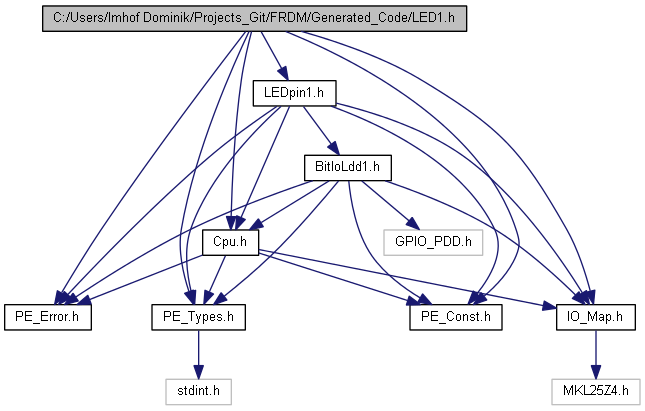 C:/Users/Imhof Dominik/Projects_Git/FRDM/Generated_Code/LED1.h
LEDpin1.h
BitIoLdd1.h
Cpu.h
GPIO_PDD.h
PE_Error.h
PE_Types.h
PE_Const.h
IO_Map.h
stdint.h
MKL25Z4.h